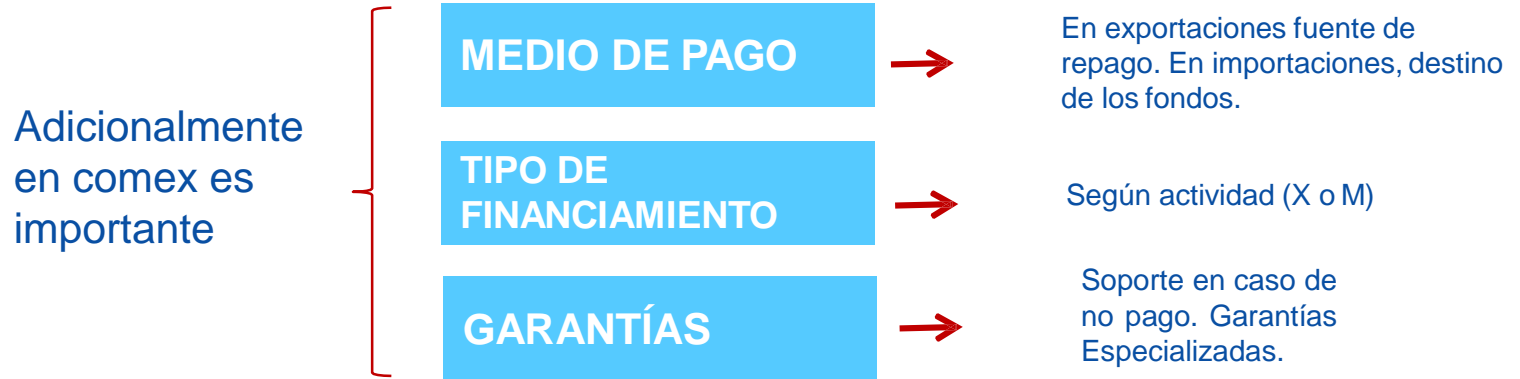 Adicionalmente
en comex es
importante
MEDIO DE PAGO
En exportaciones fuente de
repago. En importaciones, destino
de los fondos.
TIPO DE
FINANCIAMIENTO
Según actividad (X o M)
GARANTÍAS
Soporte en caso de
no pago. Garantías
Especializadas.